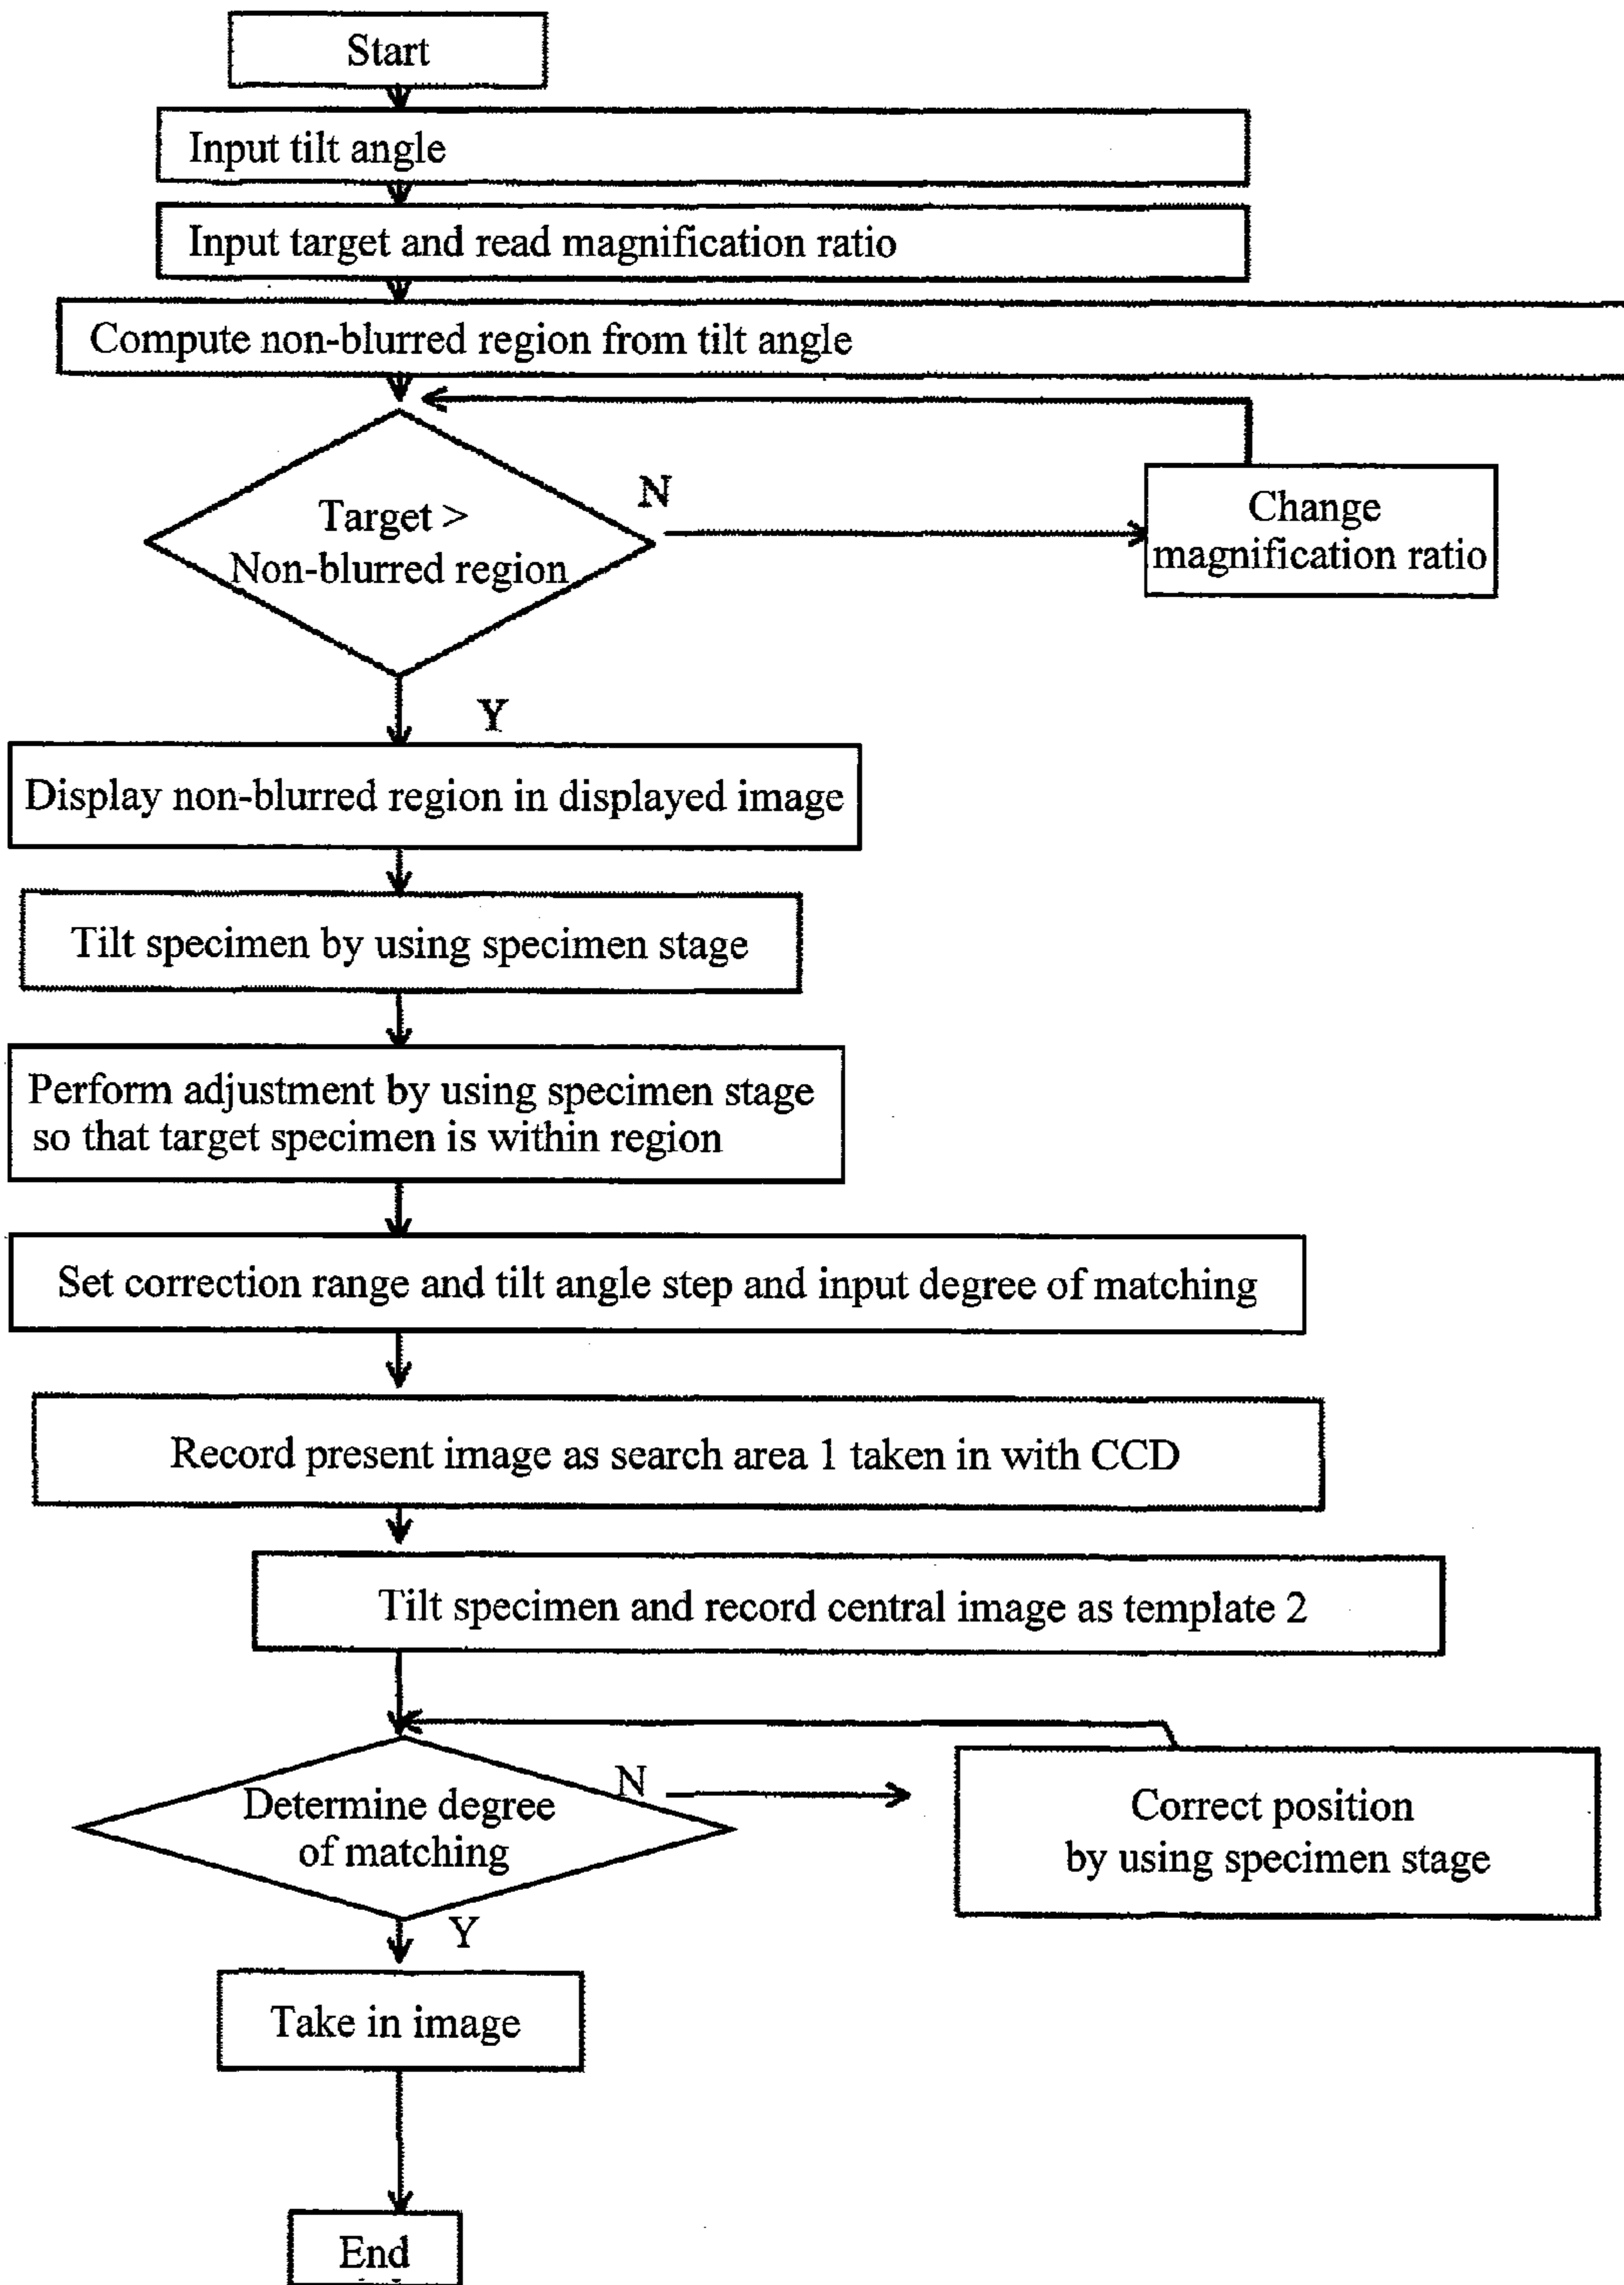 Start
Input tilt angle
Input target and read magnification ratio
Compute non-blurred region from tilt angle
Target >
Non-blurred region
N
Change
magnification ratio
Y
Display non-blurred region in displayed image
Tilt specimen by using specimen stage
Perform adjustment by using specimen stage
so that target specimen is within region
Set correction range and tilt angle step and input degree of matching
Record present image as search area 1 taken in with CCD
Tilt specimen and record central image as template 2
Determine degree
of matching
N
Correct position
by using specimen stage
Y
Take in image
End